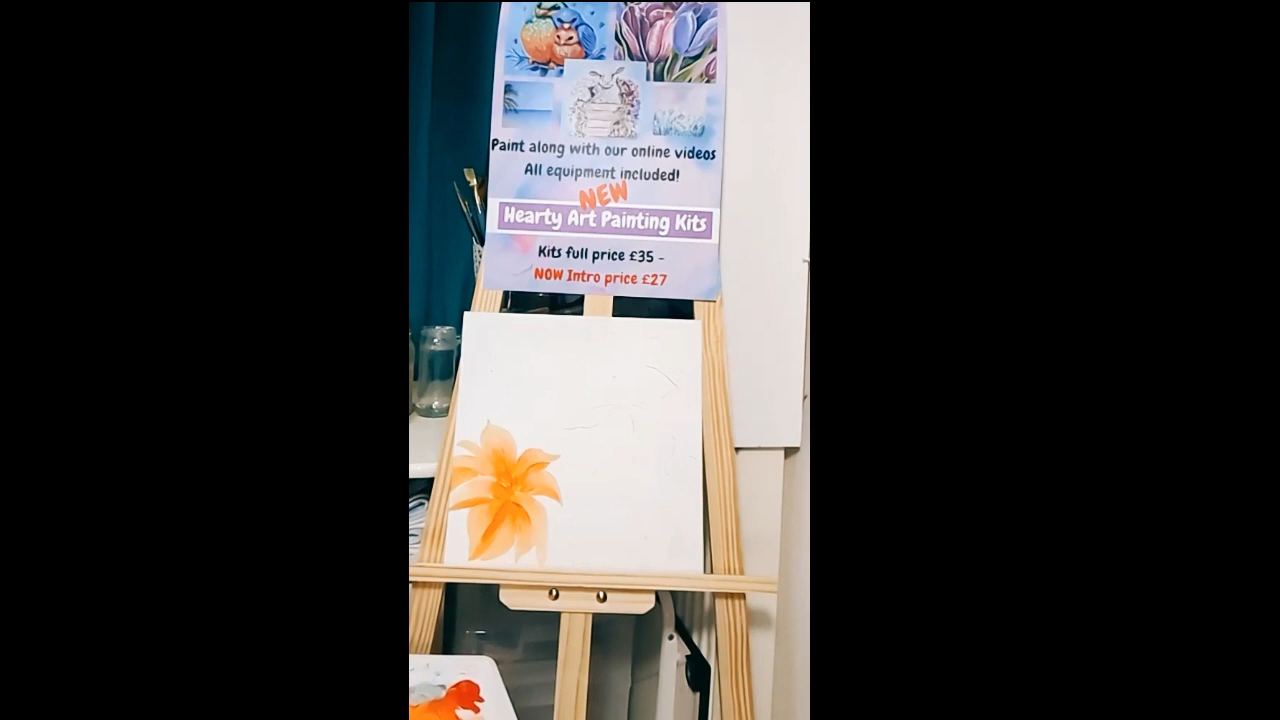 Paint along with our online videos
All equipment included!
NEW
Hearty Art Painting Kits
Kits full price £35 -
NOW Intro price £27